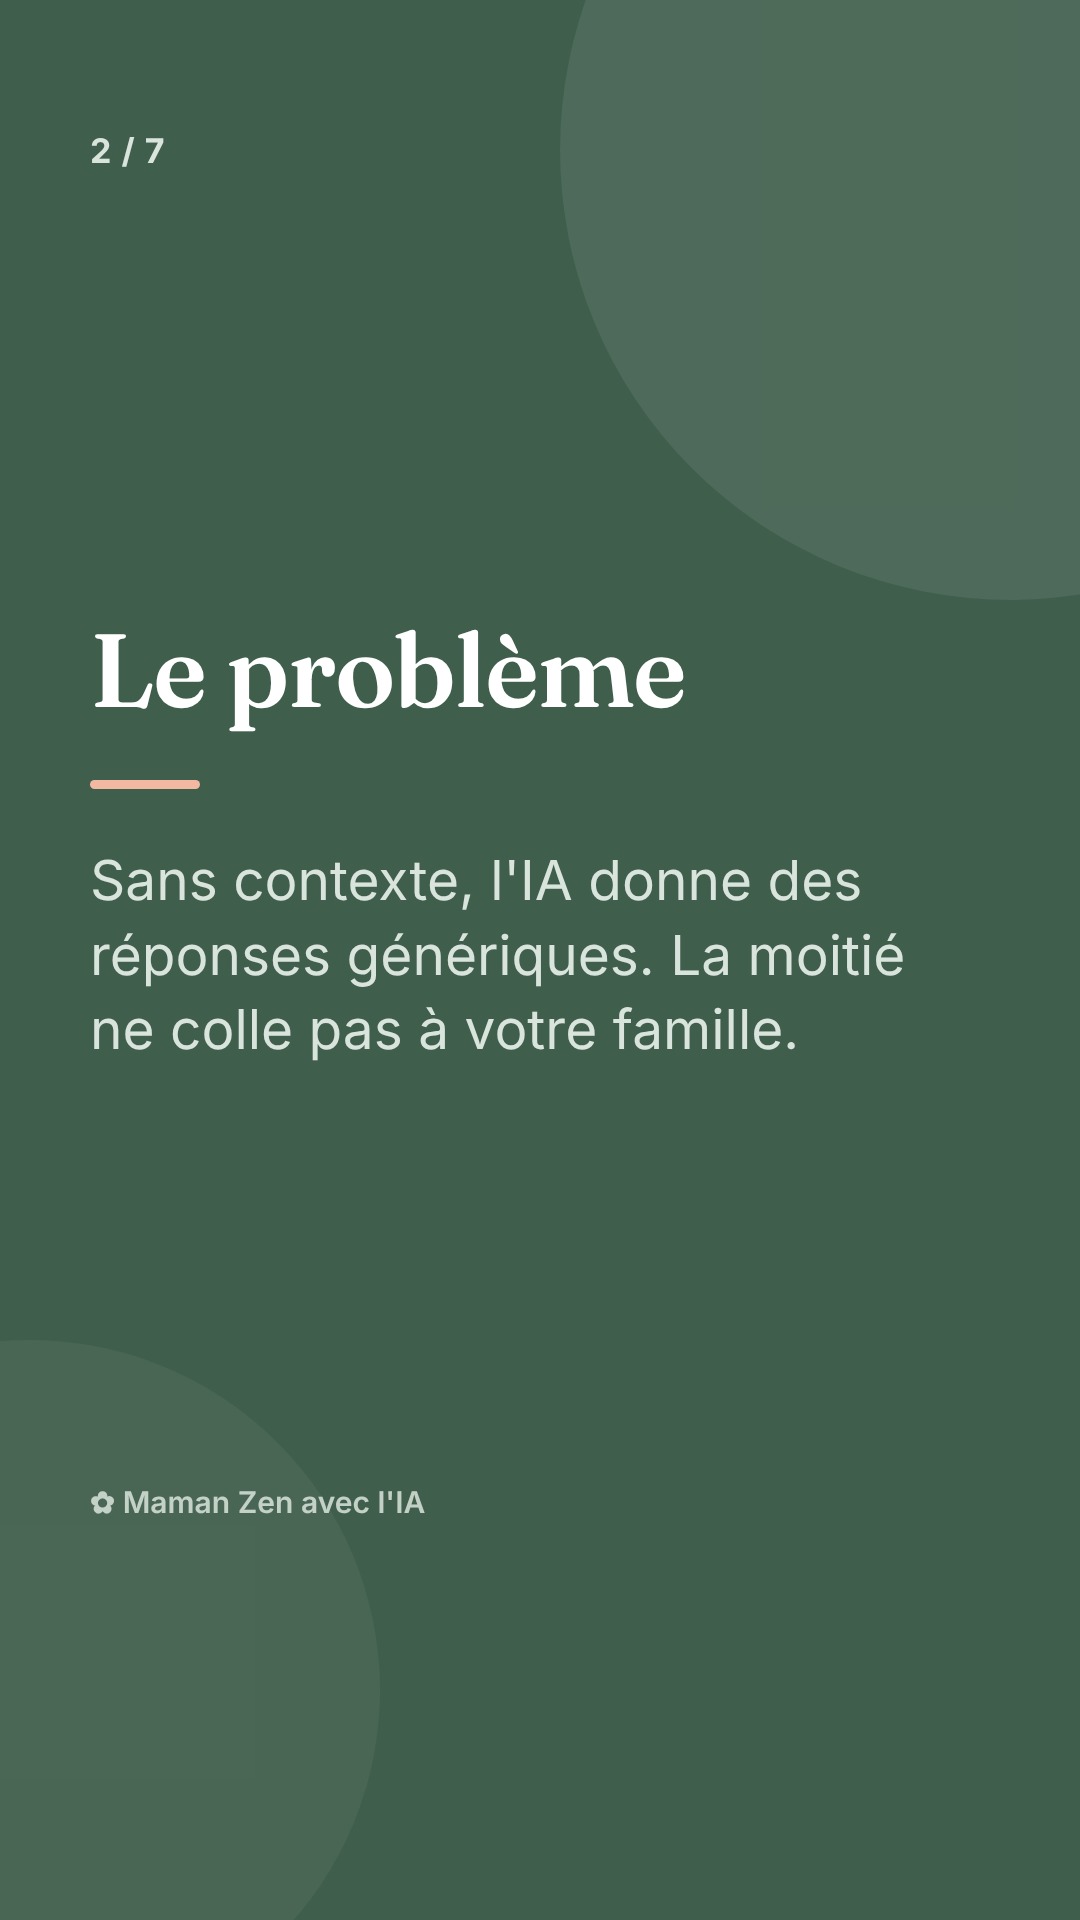 2 / 7
Le problème
Sans contexte, l'IA donne des
réponses génériques. La moitié
ne colle pas à votre famille.
✿ Maman Zen avec l'IA